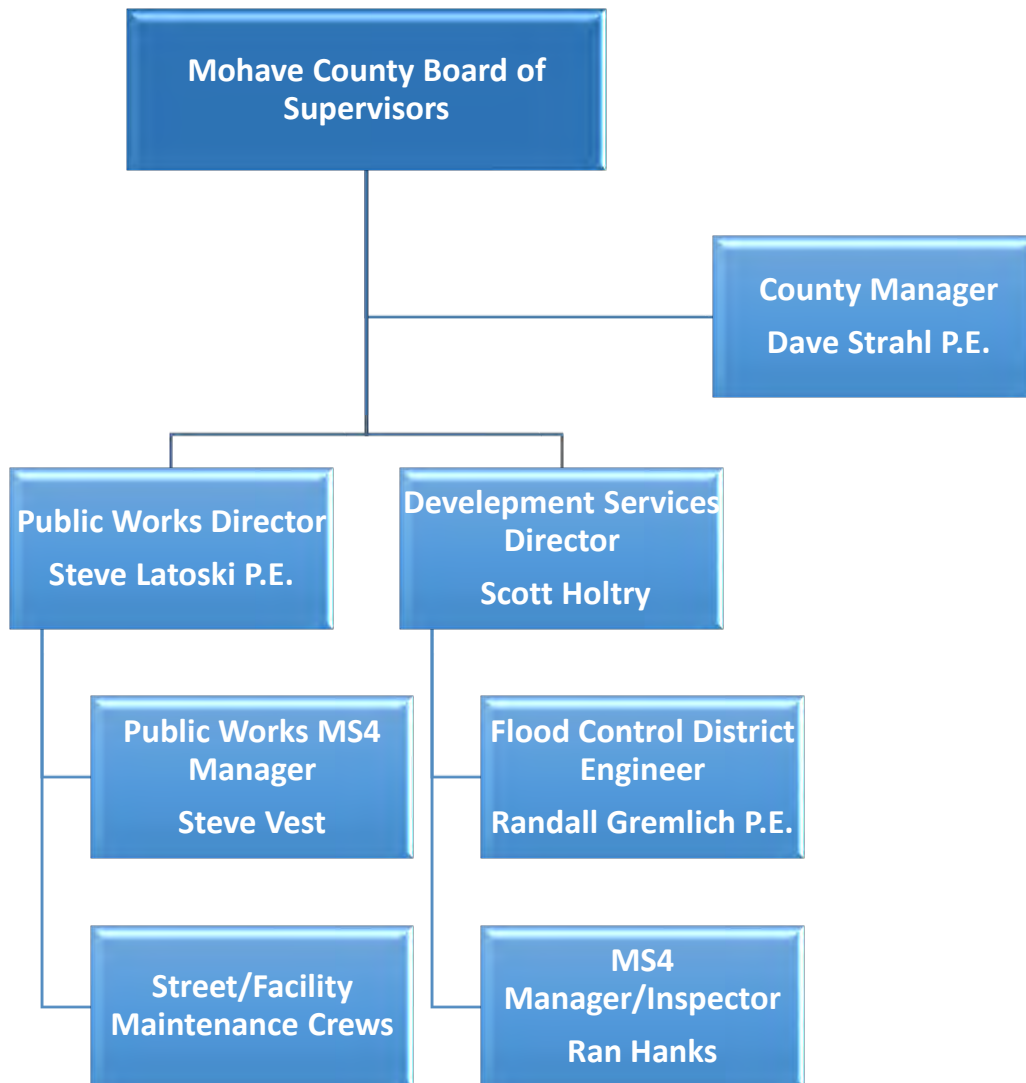 Mohave County Board of
Supervisors
County Manager
Dave Strahl P.E.
Public Works Director
Steve Latoski P.E.
Develepment Services
Director
Scott Holtry
Public Works MS4
Manager
Steve Vest
Flood Control District
Engineer
Randall Gremlich P.E.
Street/Facility
Maintenance Crews
MS4
Manager/Inspector
Ran Hanks